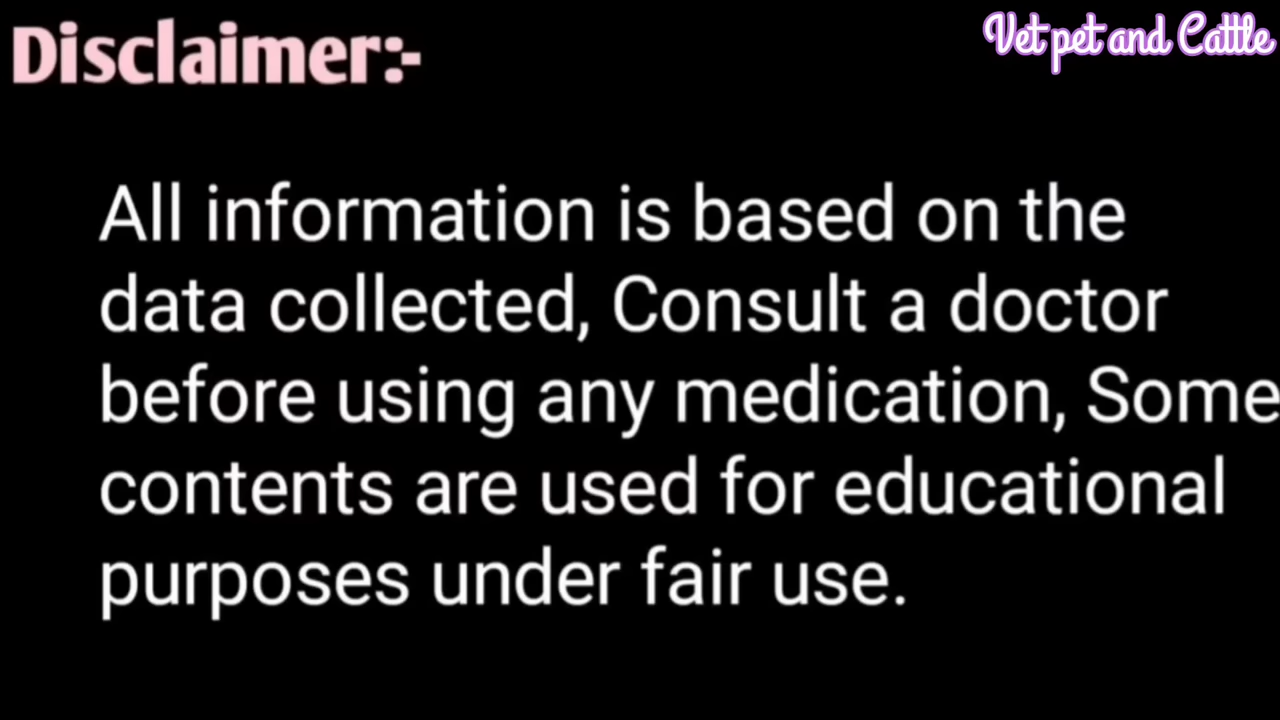 Disclaimer:-
Vet pet and Cattle
All information is based on the
data collected, Consult a doctor
before using any medication, Some
contents are used for educational
purposes under fair use.